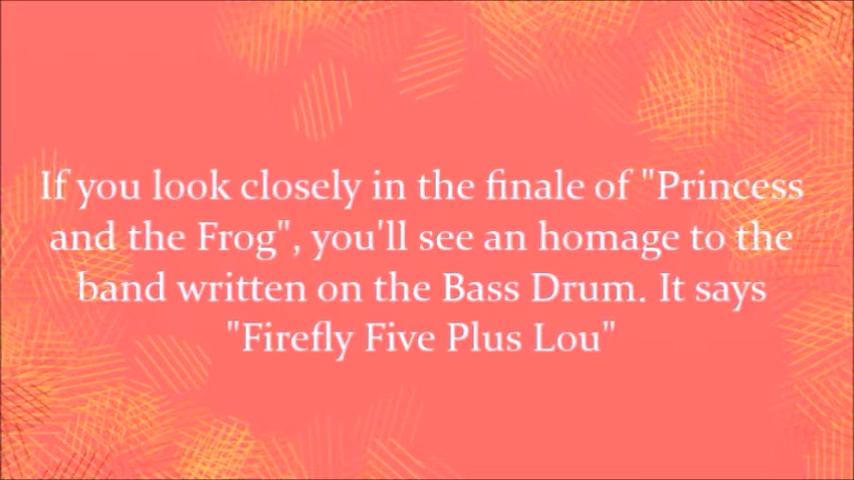 If you look closely in the finale of "Princess
and the Frog", you'll see an homage to the
band written on the Bass Drum. It says
"Firefly Five Plus Lou"